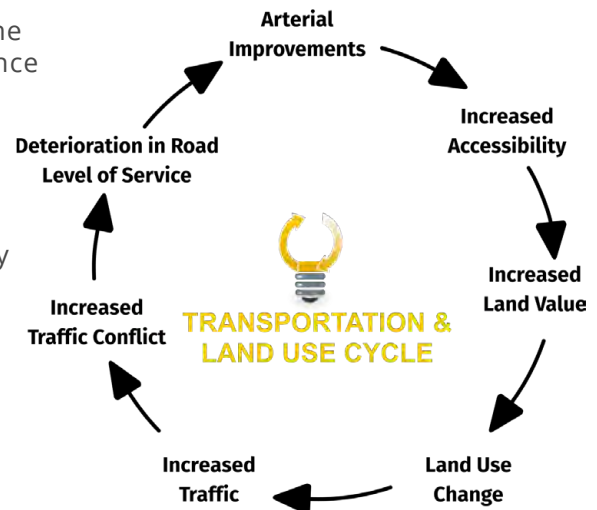 Arterial
Improvements
Increased
Accessibility
Increased
Land Value
Land Use
Change
Increased
Traffic
Increased
Traffic Conflict
Deterioration in Road
Level of Service
TRANSPORTATION &
LAND USE CYCLE